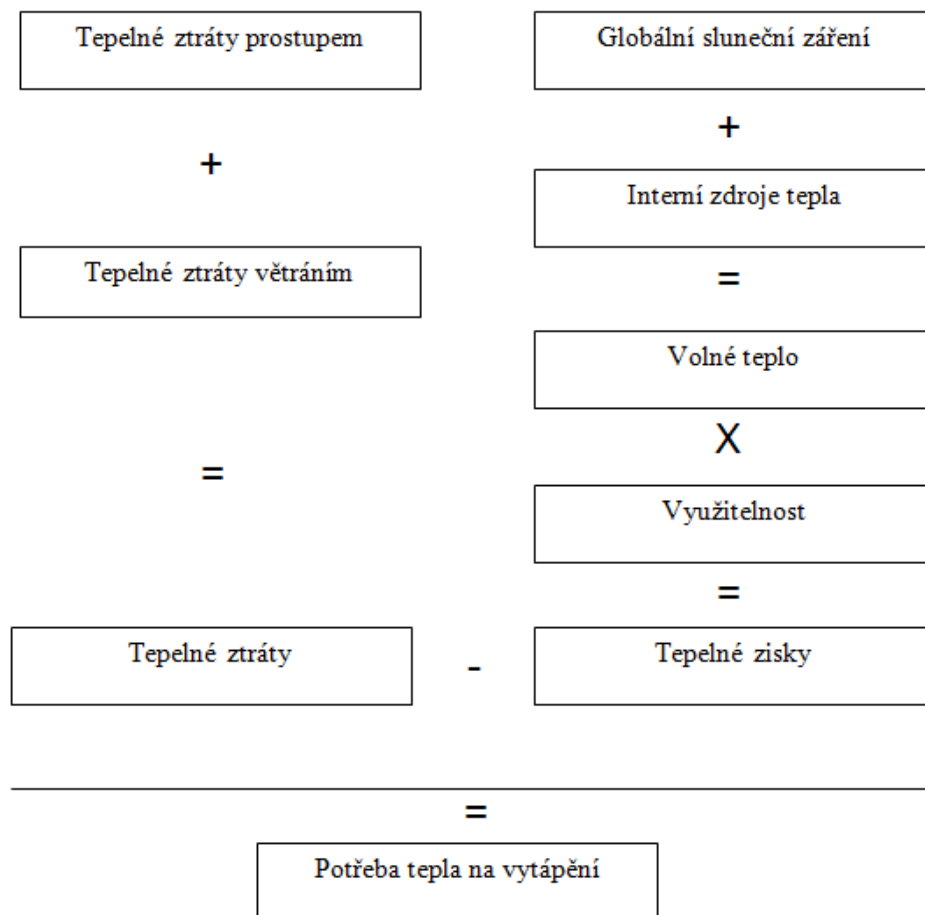 Tepelné ztráty prostupem
+
Tepelné ztráty větráním
=
Tepelné ztráty
-
Globální sluneční záření
+
Interní zdroje tepla
=
Volné teplo
X
Využitelnost
=
Tepelné zisky
=
Potřeba tepla na vytápění